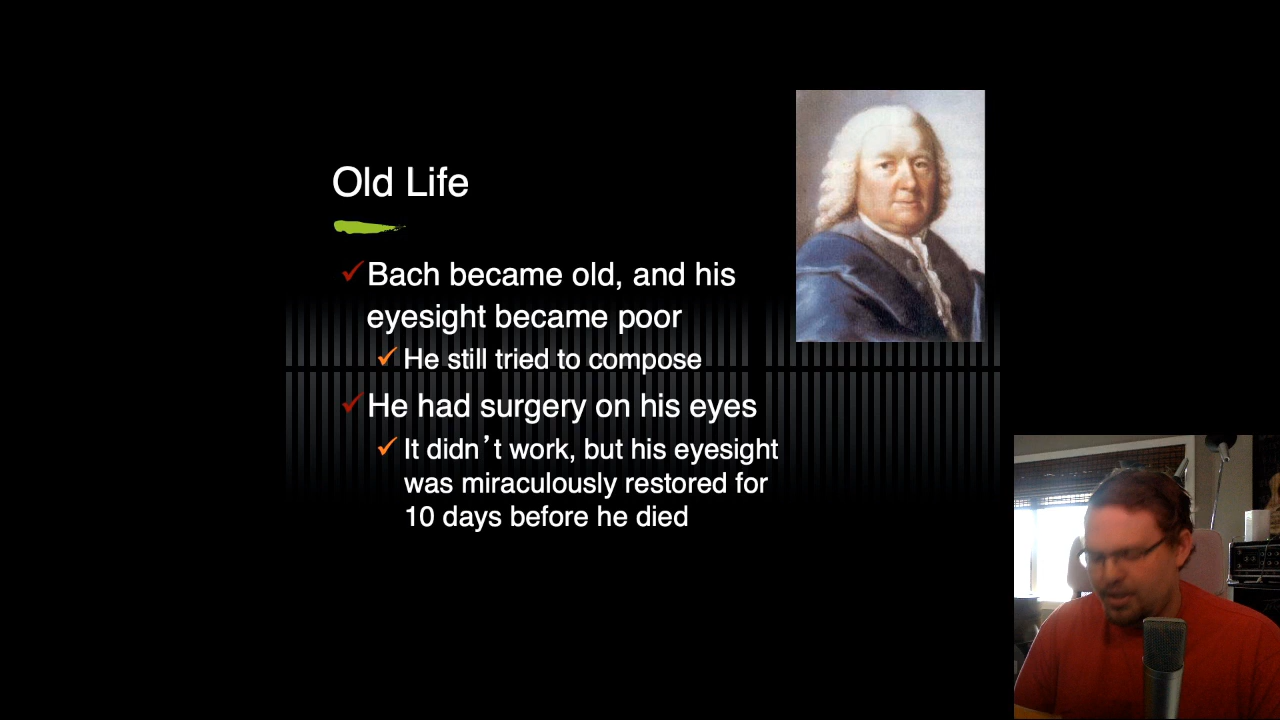 Old Life
Bach became old, and his
eyesight became poor
He still tried to compose
He had surgery on his eyes
It didn’t work, but his eyesight
was miraculously restored for
10 days before he died